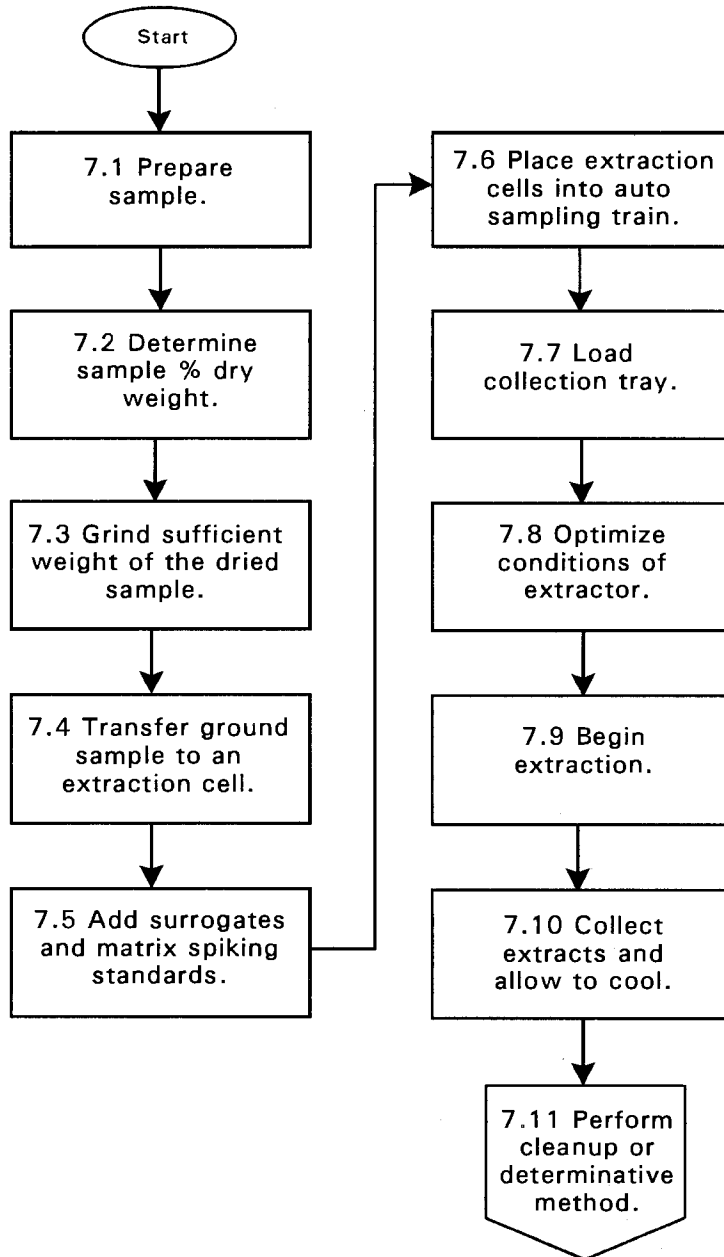 Start
7.1 Prepare
sample.
7.2 Determine
sample % dry
weight.
7.3 Grind sufficient
weight of the dried
sample.
7.4 Transfer ground
sample to an
extraction cell.
7.5 Add surrogates
and matrix spiking
standards.
7.6 Place extraction
cells into auto
sampling train.
7.7 Load
collection tray.
7.8 Optimize
conditions of
extractor.
7.9 Begin
extraction.
7.10 Collect
extracts and
allow to cool.
7.11 Perform
cleanup or
determinative
method.